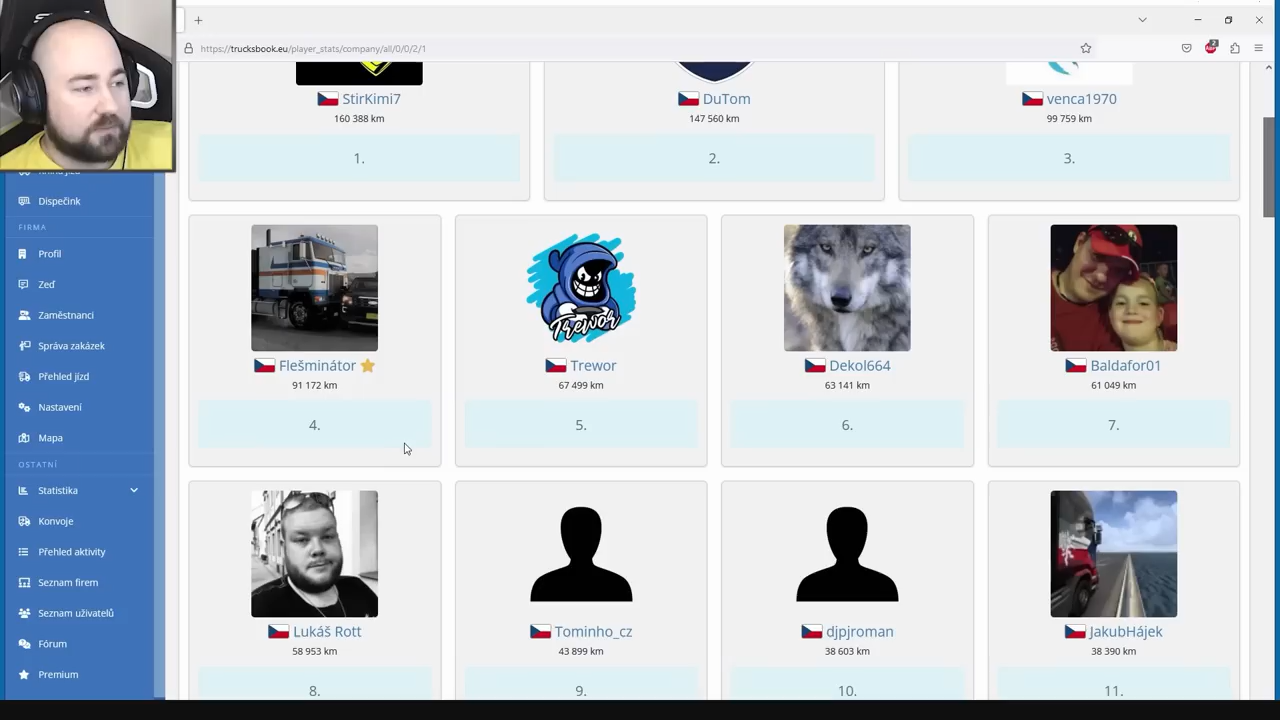 https://trucksbook.eu/player_stats/company/all/0/0/2/1
2
StirKimi7
160 388 km
1.
DuTom
147 560 km
2.
venca1970
99 759 km
3.
Dispečink
FIRMA
Profil
Zeď
Zaměstnanci
Správa zakázek
Přehled jízd
Nastavení
Mapa
OSTATNÍ
Statistika
Konvoje
Přehled aktivity
Seznam firem
Seznam uživatelů
Fórum
Premium
Flešminátor
91 172 km
4.
Trewor
Trewor
67 499 km
5.
Dekol664
63 141 km
6.
Baldafor01
61 049 km
7.
Lukáš Rott
58 953 km
8.
Tominho_cz
43 899 km
9.
djpjroman
38 603 km
10.
JakubHájek
38 390 km
11.